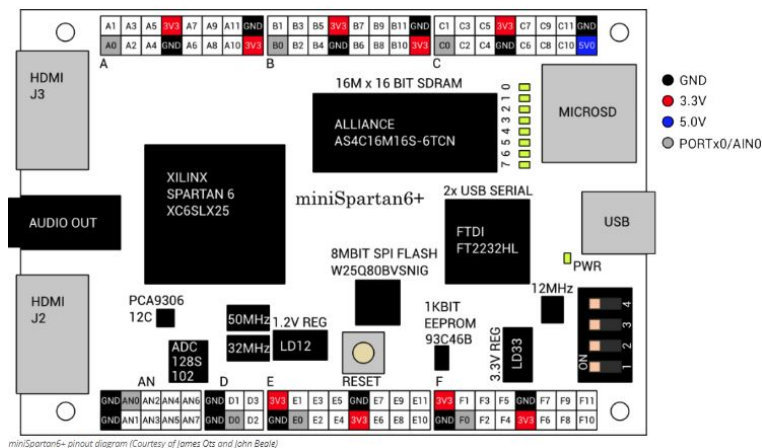 A1 A3 A5 3V3 A7 A9 A11 GND
A0 A2 A4 GND A6 A8 A10 3V3
A
B1 B3 B5 3V3 B7 B9 B11 GND
B0 B2 B4 GND B6 B8 B10 3V3
B
C1 C3 C5 3V3 C7 C9 C11 GND
C0 C2 C4 GND C6 C8 C10 5V0
C
HDMI
J3
16M x 16 BIT SDRAM
ALLIANCE
AS4C16M16S-6TCN
7 6 5 4 3 2 1 0
MICROSD
GND
3.3V
5.0V
PORTx0/AIN0
XILINX
SPARTAN 6
XC6SLX25
miniSpartan6+
2x USB SERIAL
FTDI
FT2232HL
AUDIO OUT
USB
PWR
8MBIT SPI FLASH
W25Q80BVSNIG
HDMI
J2
PCA9306
12C
50MHz
32MHz
1.2V REG
LD12
ADC
128S
102
RESET
1KBIT
EEPROM
93C46B
3.3V REG
LD33
12MHz
ON
4
3
2
1
AN
GND AN0 AN2 AN4 AN6
GND AN1 AN3 AN5 AN7
D
GND D1 D3
GND D0 D2
E
3V3 E1 E3 E5 GND E7 E9 E11
GND E0 E2 E4 3V3 E6 E8 E10
F
3V3 F1 F3 F5 GND F7 F9 F11
GND F0 F2 F4 3V3 F6 F8 F10
miniSpartan6+ pinout diagram (Courtesy of James Ots and John Beale)